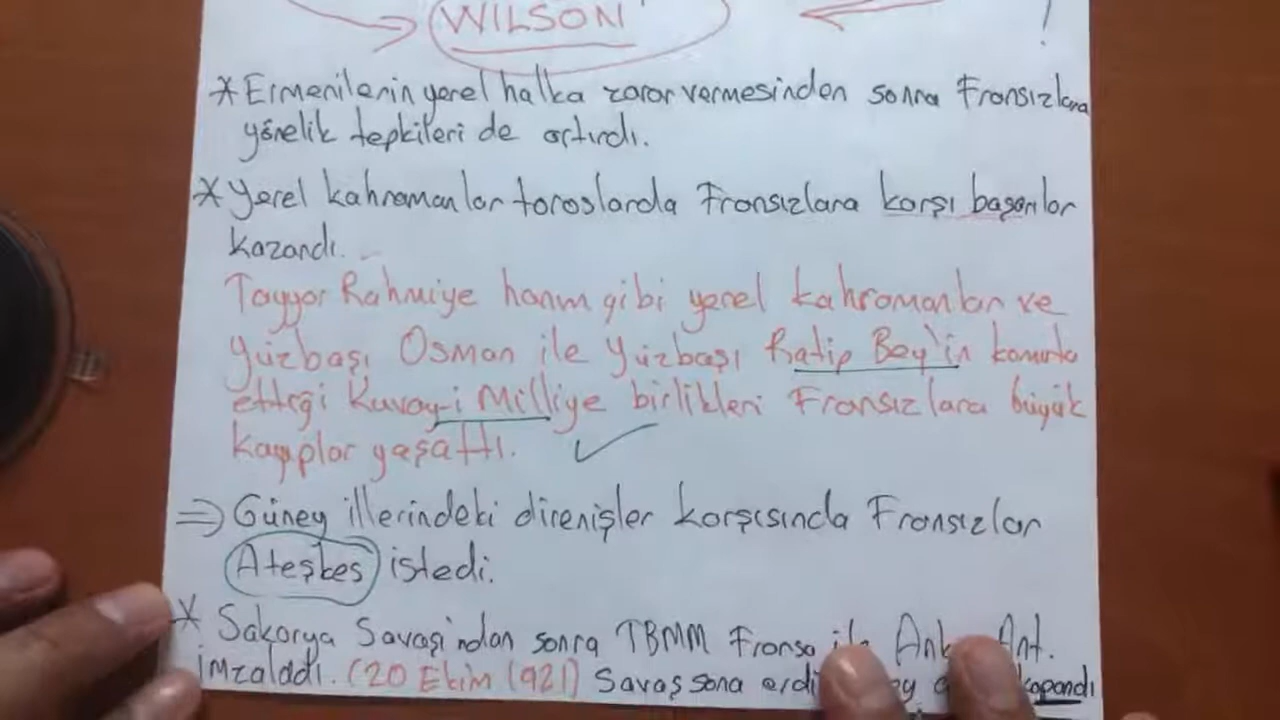 WILSON
!
* Ermenilerin yerel halka zarar vermesinden sonra Fransızlara
yönelik tepkileri de artırdı.
* Yerel kahramanlar toroslarda Fransızlara karşı başarılar
kazandı.
Tayyar Rahmiye hanım gibi yerel kahramanlar ve
yüzbaşı Osman ile Yüzbaşı Ratip Bey'in komuta
ettiği Kuvay-i Milliye birlikleri Fransızlara büyük
kayıplar yaşattı.
⇒ Güney illerindeki direnişler karşısında Fransızlar
Ateşkes istedi.
* Sakarya Savaşı'ndan sonra TBMM Fransa ile Ank. Ant.
imzaladı. (20 Ekim 1921) Savaş sona erdi kapandı